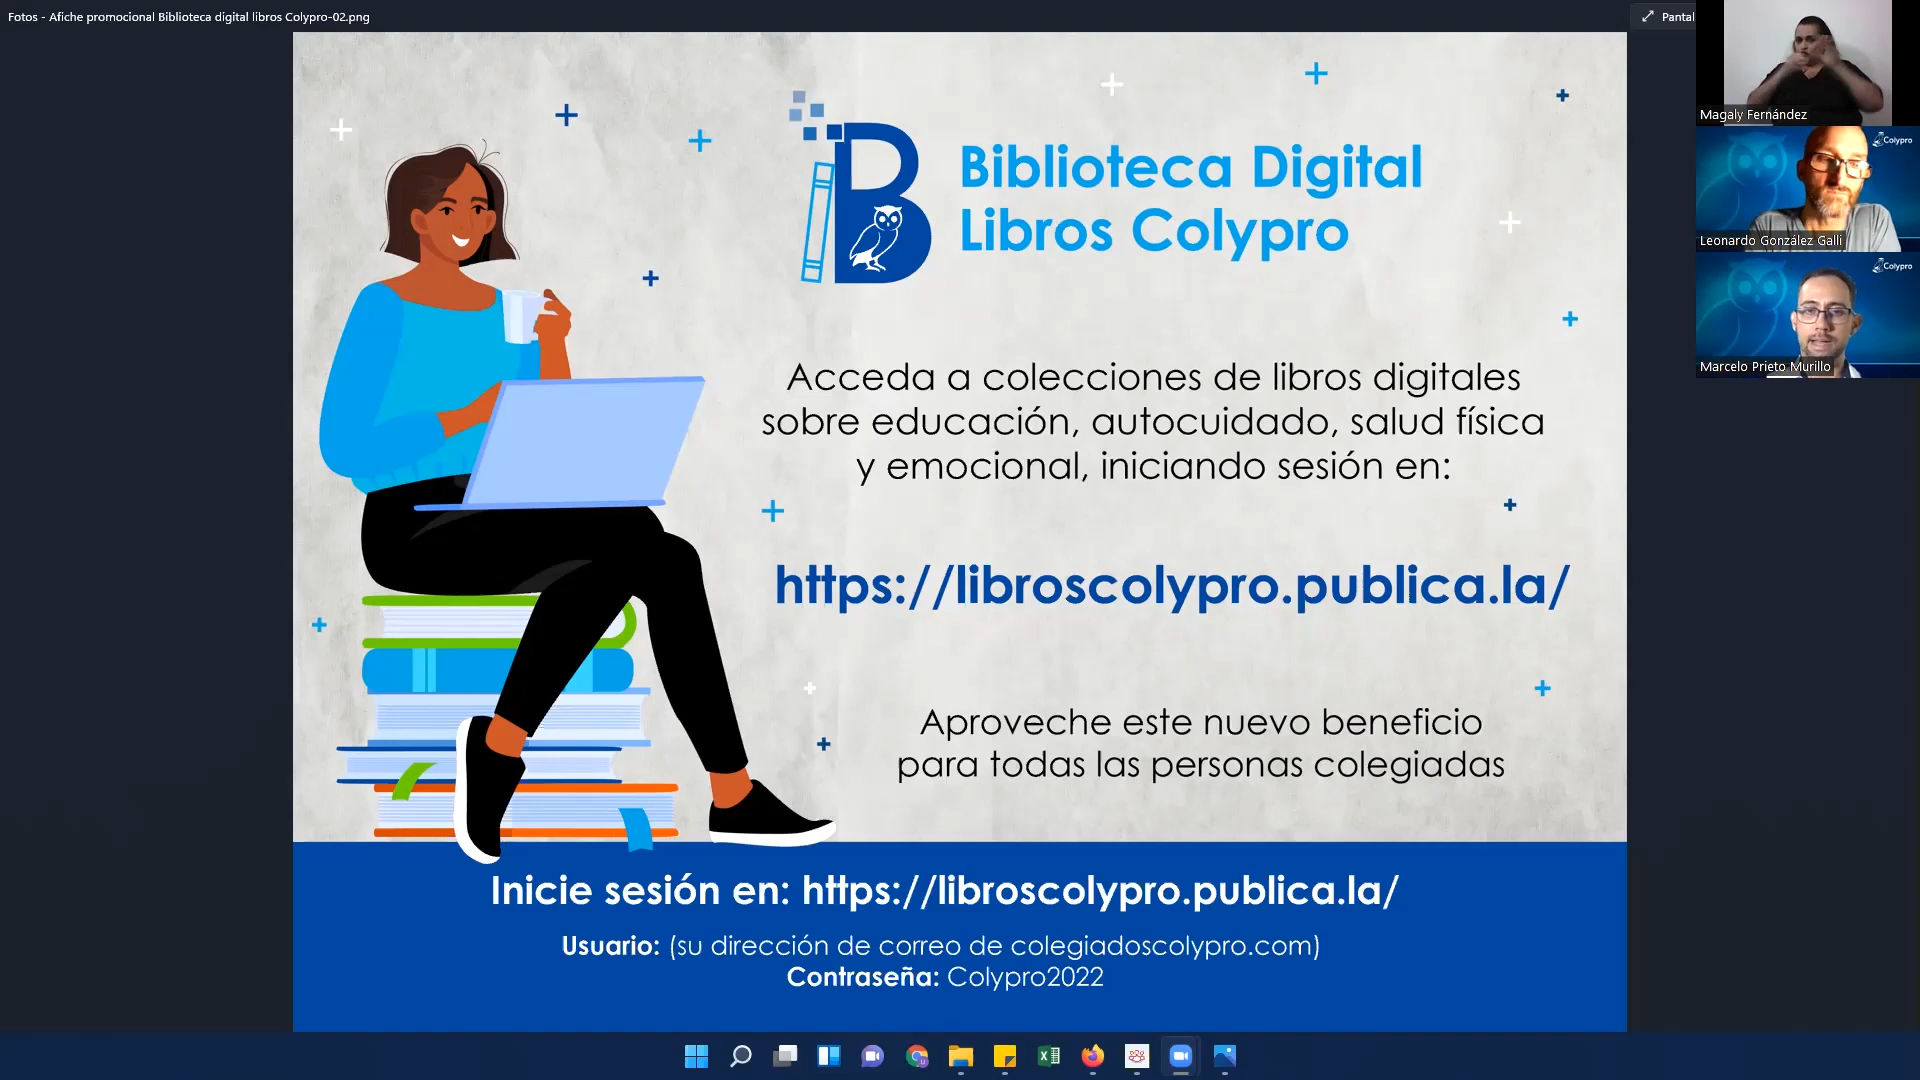 Fotos - Afiche promocional Biblioteca digital libros Colypro-02.png
Pantal
Magaly Fernández
Colypro
Leonardo González Galli
Colypro
Marcelo Prieto Murillo
Biblioteca Digital
Libros Colypro
Acceda a colecciones de libros digitales
sobre educación, autocuidado, salud física
y emocional, iniciando sesión en:
https://libroscolypro.publica.la/
Aproveche este nuevo beneficio
para todas las personas colegiadas
Inicie sesión en: https://libroscolypro.publica.la/
Usuario: (su dirección de correo de colegiadoscolypro.com)
Contraseña: Colypro2022